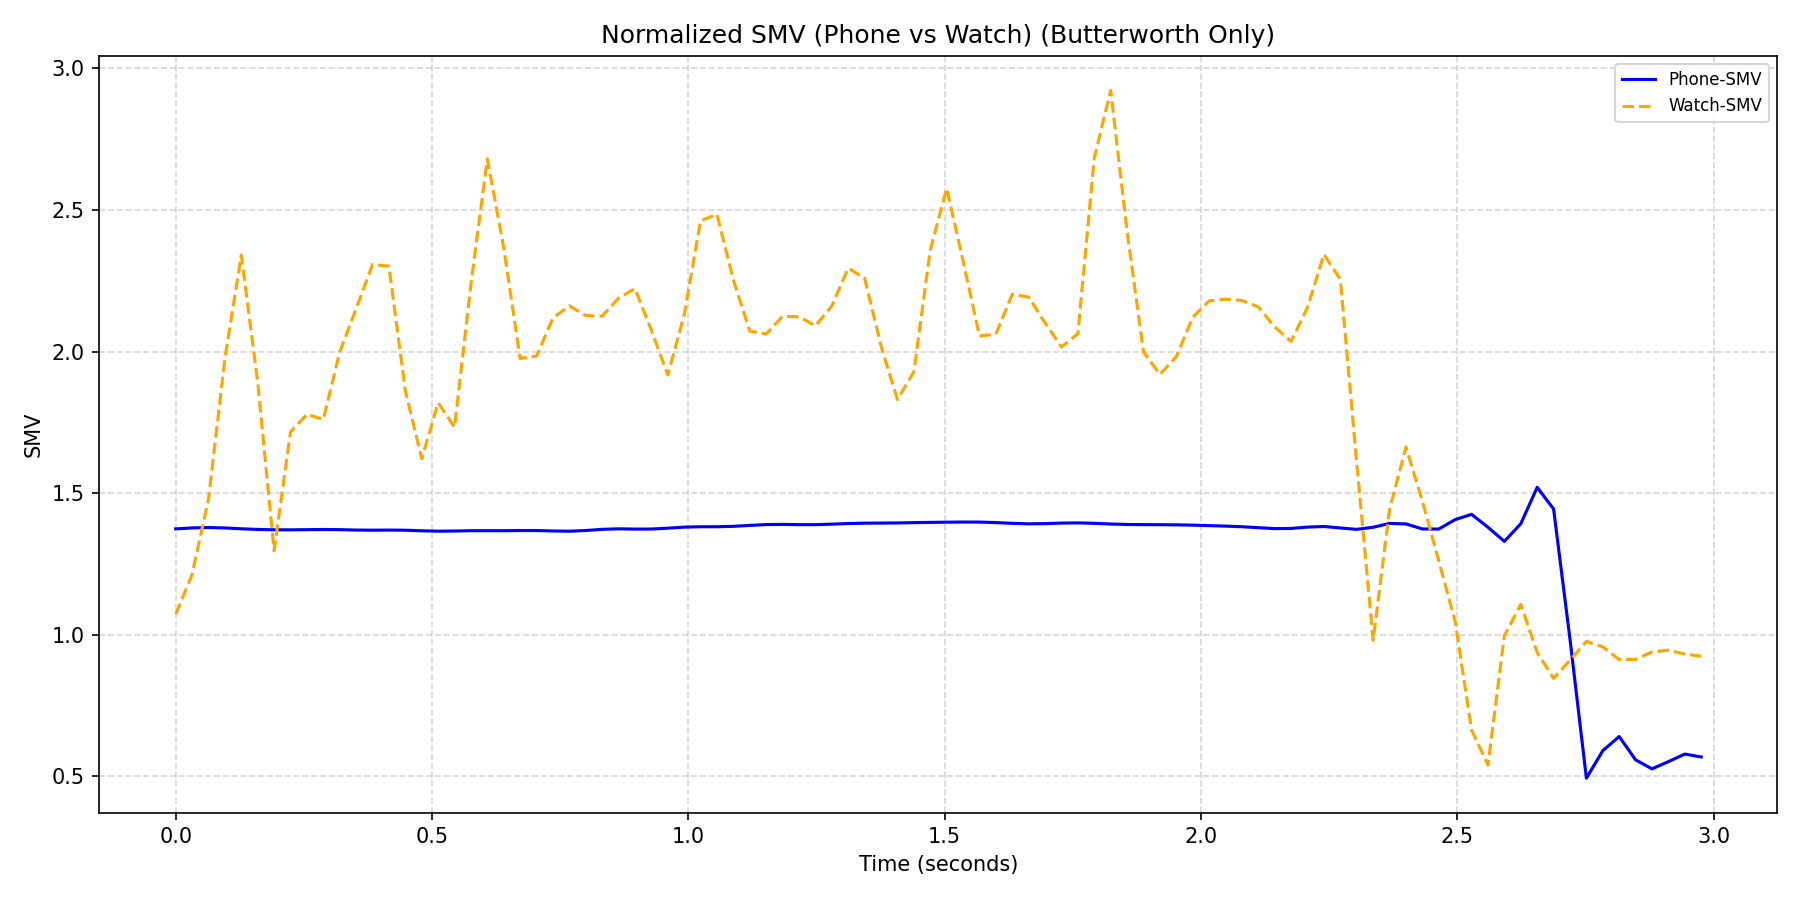 Normalized SMV (Phone vs Watch) (Butterworth Only)
Phone-SMV
Watch-SMV
SMV
3.0
2.5
2.0
1.5
1.0
0.5
0.0 0.5 1.0 1.5 2.0 2.5 3.0
Time (seconds)